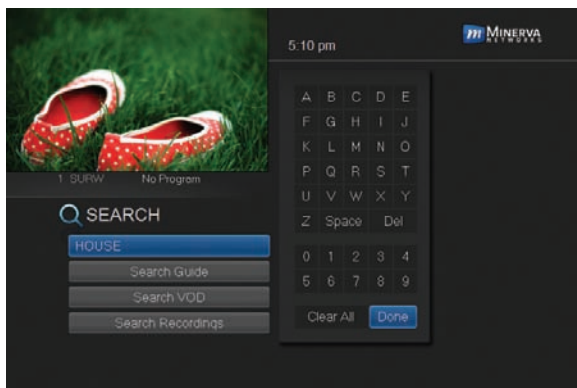 5:10 pm
m MINERVA
NETWORKS
1 SURW No Program
SEARCH
HOUSE
Search Guide
Search VOD
Search Recordings
A B C D E
F G H I J
K L M N O
P Q R S T
U V W X Y
Z Space Del
0 1 2 3 4
5 6 7 8 9
Clear All Done